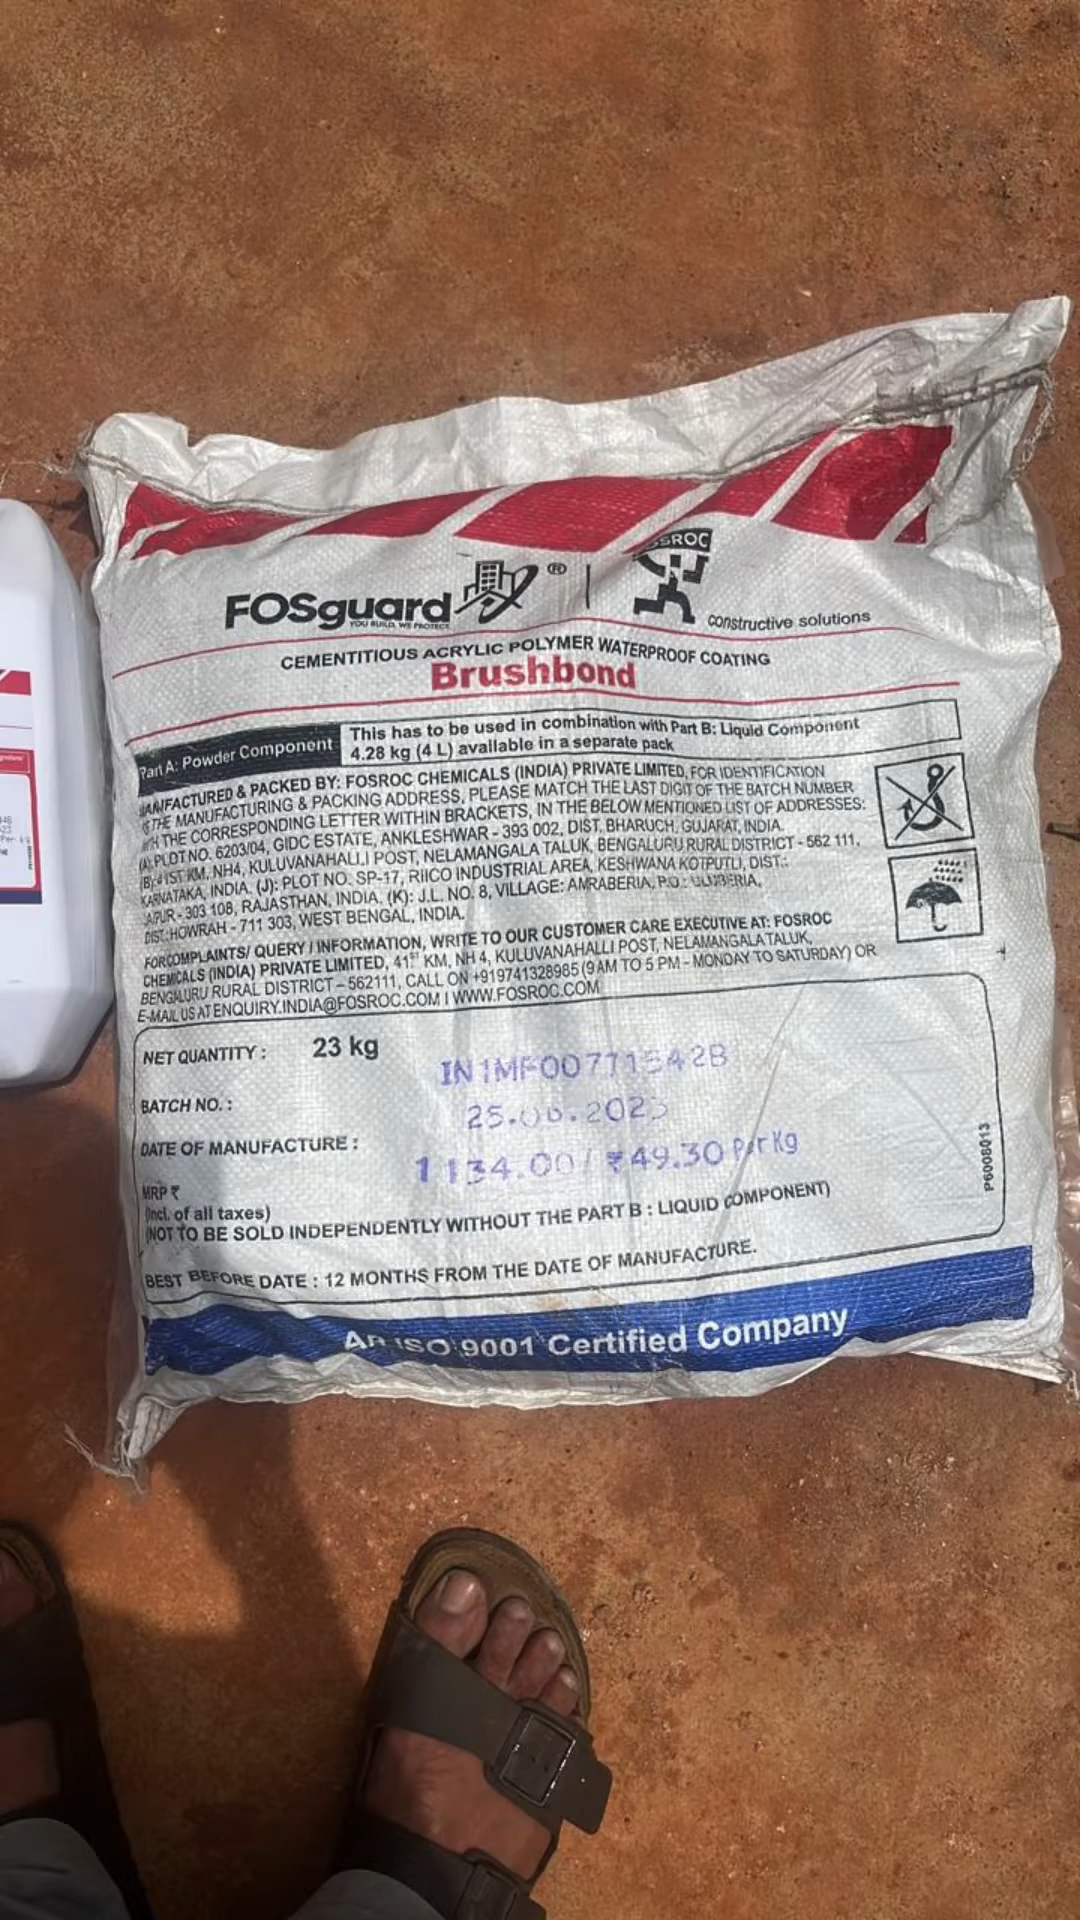 FOSROC
FOSguard ®
YOU BUILD, WE PROTECT
constructive solutions
CEMENTITIOUS ACRYLIC POLYMER WATERPROOF COATING
Brushbond
Part A: Powder Component
This has to be used in combination with Part B: Liquid Component
4.28 kg (4 L) available in a separate pack
MANUFACTURED & PACKED BY: FOSROC CHEMICALS (INDIA) PRIVATE LIMITED, FOR IDENTIFICATION
THE MANUFACTURING & PACKING ADDRESS, PLEASE MATCH THE LAST DIGIT OF THE BATCH NUMBER
WITH THE CORRESPONDING LETTER WITHIN BRACKETS, IN THE BELOW MENTIONED LIST OF ADDRESSES:
(A): PLOT NO. 6203/04, GIDC ESTATE, ANKLESHWAR - 393 002, DIST. BHARUCH, GUJARAT, INDIA.
(B): 41ST KM, NH4, KULUVANAHALLI POST, NELAMANGALA TALUK, BENGALURU RURAL DISTRICT - 562 111,
KARNATAKA, INDIA. (J): PLOT NO. SP-17, RIICO INDUSTRIAL AREA, KESHWANA KOTPUTLI, DIST.:
JAIPUR - 303 108, RAJASTHAN, INDIA. (K): J.L. NO. 8, VILLAGE: AMRABERIA, P.O.: ULUBERIA,
DIST.: HOWRAH - 711 303, WEST BENGAL, INDIA.
FOR COMPLAINTS/ QUERY / INFORMATION, WRITE TO OUR CUSTOMER CARE EXECUTIVE AT: FOSROC
CHEMICALS (INDIA) PRIVATE LIMITED, 41ST KM, NH 4, KULUVANAHALLI POST, NELAMANGALA TALUK,
BENGALURU RURAL DISTRICT – 562111, CALL ON +919741328985 (9 AM TO 5 PM - MONDAY TO SATURDAY) OR
E-MAIL US AT ENQUIRY.INDIA@FOSROC.COM I WWW.FOSROC.COM
NET QUANTITY : 23 kg
BATCH NO. : IN1MF00771542B
DATE OF MANUFACTURE : 25.06.2023
MRP ₹ 1134.00/ ₹49.30 Per Kg
(Incl. of all taxes)
(NOT TO BE SOLD INDEPENDENTLY WITHOUT THE PART B : LIQUID COMPONENT)
P6008013
BEST BEFORE DATE : 12 MONTHS FROM THE DATE OF MANUFACTURE.
An ISO 9001 Certified Company